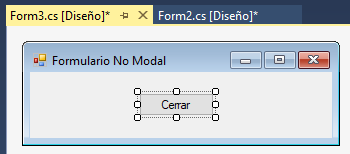 Form3.cs [Diseño]* Form2.cs [Diseño]*
Formulario No Modal
Cerrar